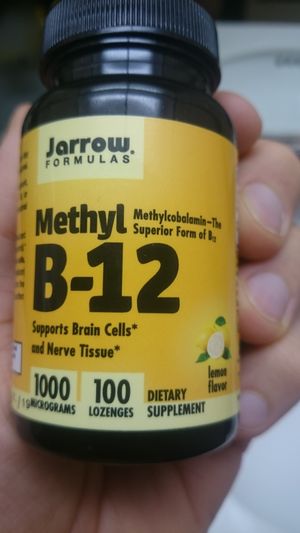 Jarrow
FORMULAS
Methyl
Methylcobalamin–The
Superior Form of B12
B-12
Supports Brain Cells*
and Nerve Tissue*
lemon
flavor
1000
MICROGRAMS
100
LOZENGES
DIETARY
SUPPLEMENT